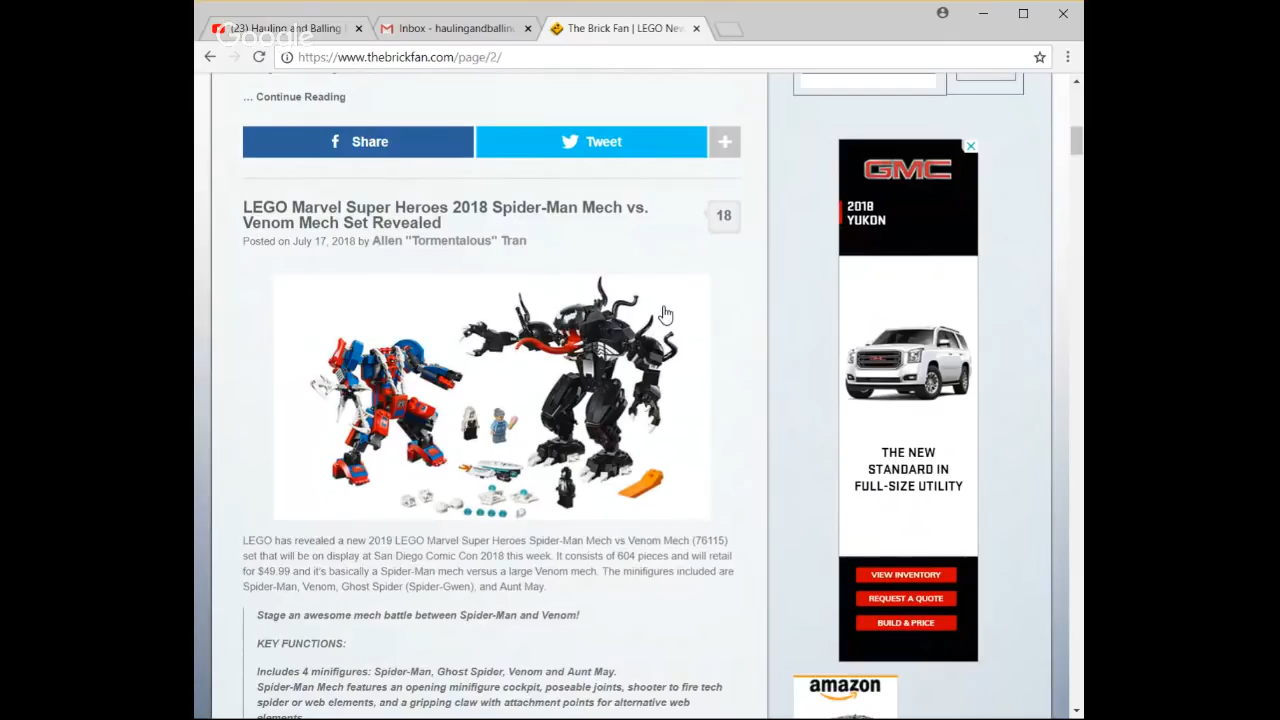 (23) Hauling and Balling
Inbox - haulingandballin
The Brick Fan | LEGO Nev
Google
https://www.thebrickfan.com/page/2/
... Continue Reading
Share
Tweet
LEGO Marvel Super Heroes 2018 Spider-Man Mech vs.
Venom Mech Set Revealed
18
Posted on July 17, 2018 by Allen "Tormentalous" Tran
LEGO has revealed a new 2019 LEGO Marvel Super Heroes Spider-Man Mech vs Venom Mech (76115)
set that will be on display at San Diego Comic Con 2018 this week. It consists of 604 pieces and will retail
for $49.99 and it's basically a Spider-Man mech versus a large Venom mech. The minifigures included are
Spider-Man, Venom, Ghost Spider (Spider-Gwen), and Aunt May.
Stage an awesome mech battle between Spider-Man and Venom!
KEY FUNCTIONS:
Includes 4 minifigures: Spider-Man, Ghost Spider, Venom and Aunt May.
Spider-Man Mech features an opening minifigure cockpit, poseable joints, shooter to fire tech
spider or web elements, and a gripping claw with attachment points for alternative web
elements.
GMC
2018
YUKON
THE NEW
STANDARD IN
FULL-SIZE UTILITY
VIEW INVENTORY
REQUEST A QUOTE
BUILD & PRICE
amazon